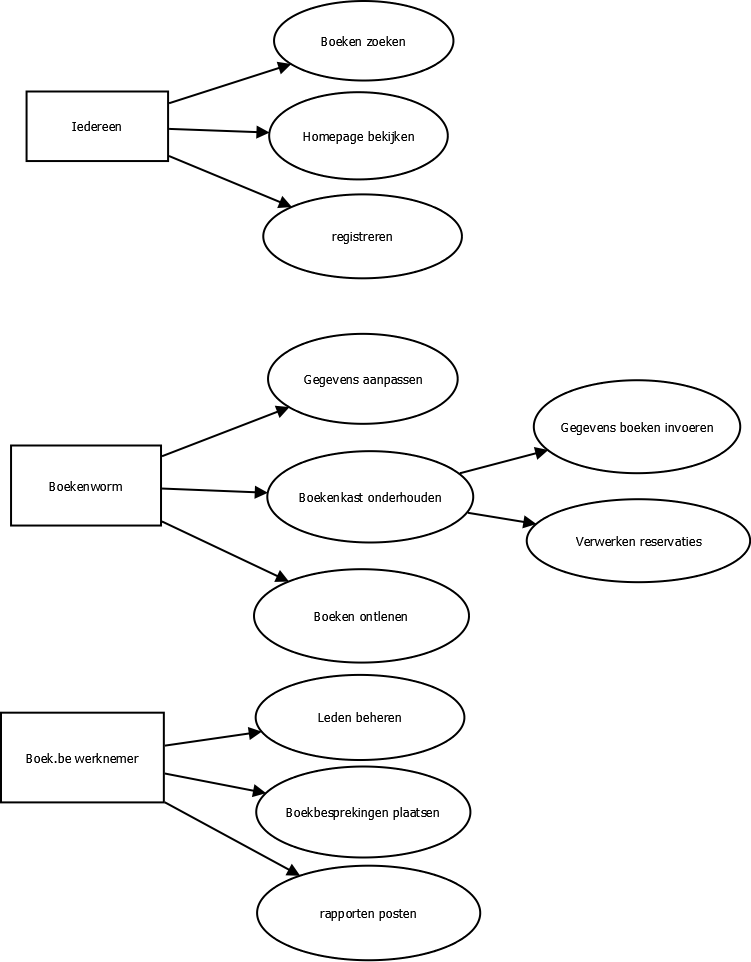 Boeken zoeken
Iedereen
Homepage bekijken
registreren
Gegevens aanpassen
Gegevens boeken invoeren
Boekenworm
Boekenkast onderhouden
Verwerken reservaties
Boeken ontlenen
Leden beheren
Boek.be werknemer
Boekbesprekingen plaatsen
rapporten posten